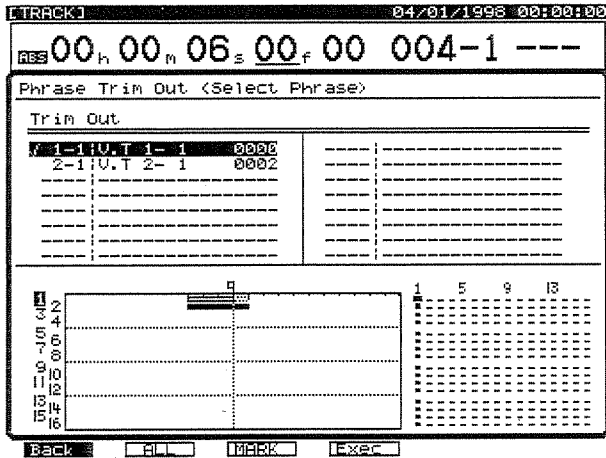 [TRACK] 04/01/1998 00:00:00
ABS 00h 00m 06s 00f 00 004-1 ---
Phrase Trim Out <Select Phrase>
Trim Out
√ 1-1 V.T 1- 1 0000
2-1 V.T 2- 1 0002
1 5 9 13
1
2
3
4
5
6
7
8
9
10
11
12
13
14
15
16
Back ALL MARK Exec